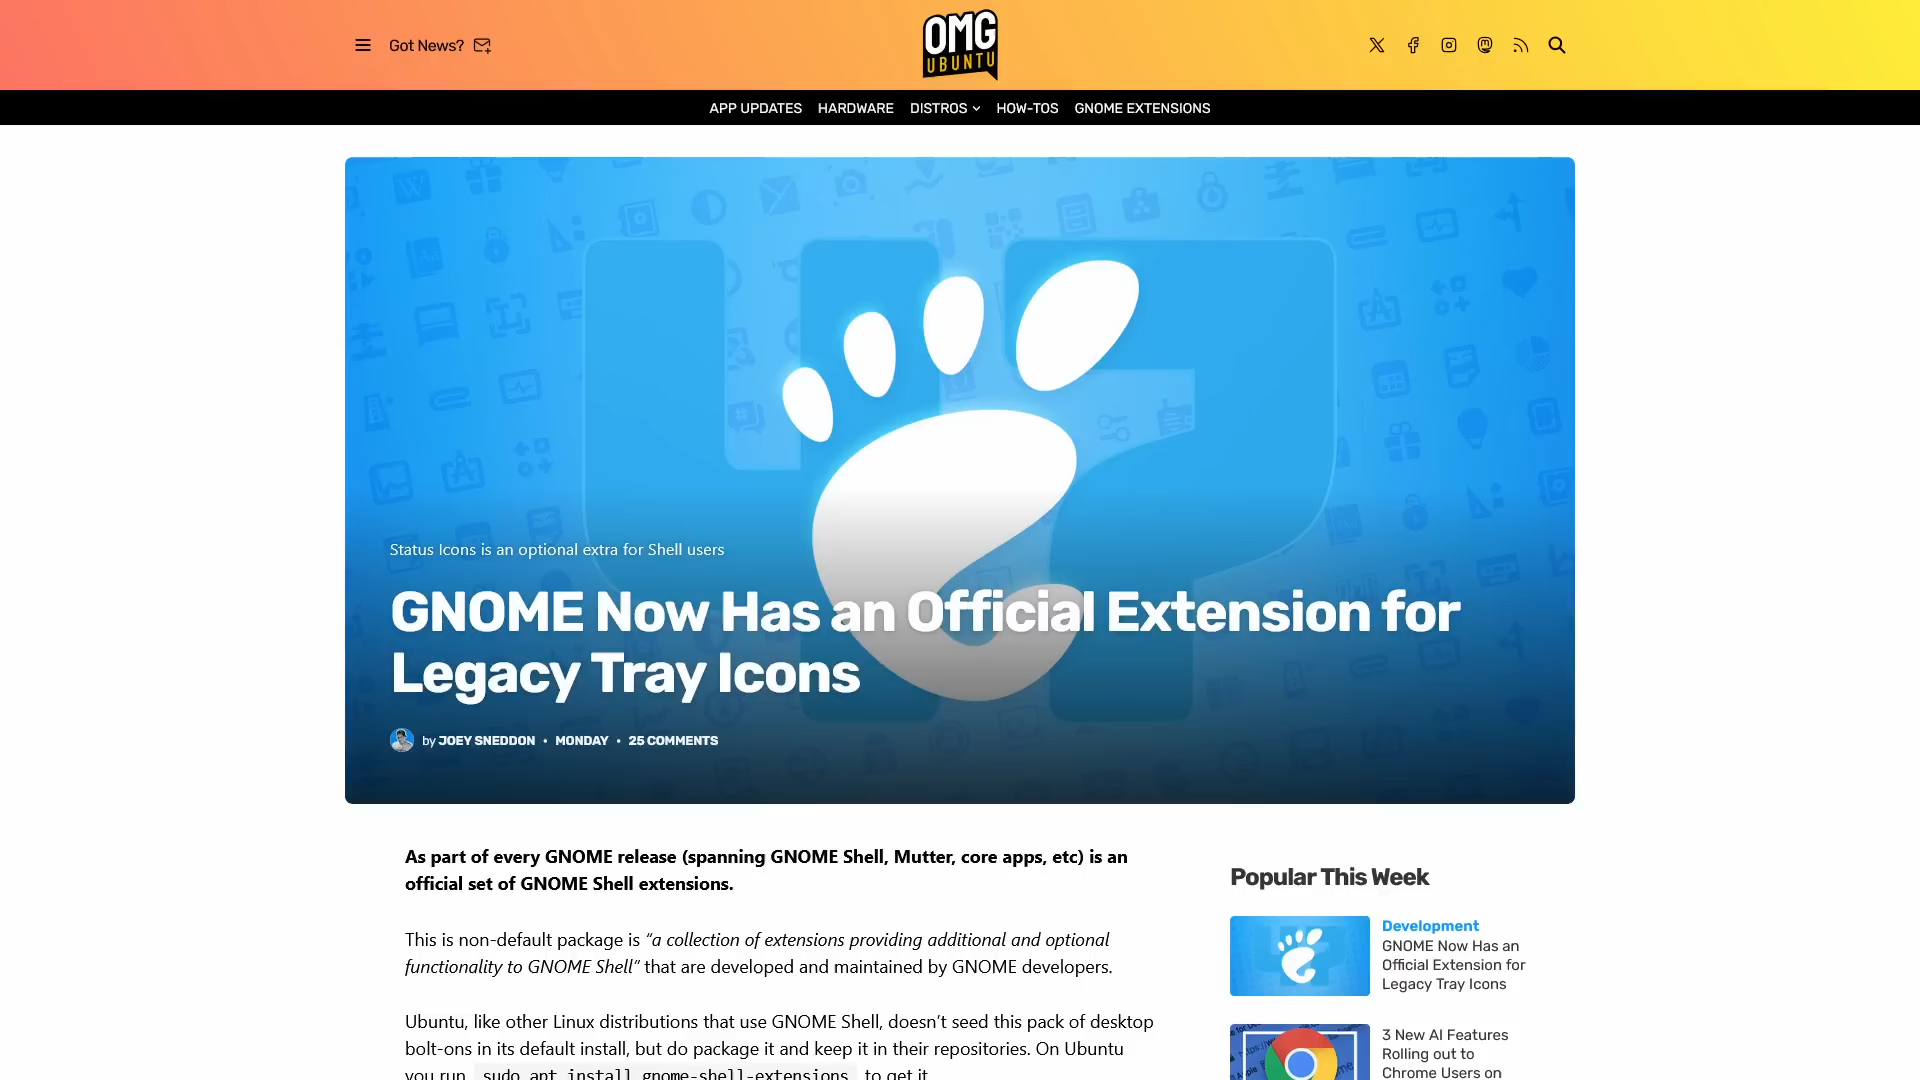 Got News?
OMG
UBUNTU
APP UPDATES HARDWARE DISTROS HOW-TOS GNOME EXTENSIONS
Status Icons is an optional extra for Shell users
GNOME Now Has an Official Extension for
Legacy Tray Icons
by JOEY SNEDDON • MONDAY • 25 COMMENTS
As part of every GNOME release (spanning GNOME Shell, Mutter, core apps, etc) is an
official set of GNOME Shell extensions.
This is non-default package is “a collection of extensions providing additional and optional
functionality to GNOME Shell” that are developed and maintained by GNOME developers.
Ubuntu, like other Linux distributions that use GNOME Shell, doesn’t seed this pack of desktop
bolt-ons in its default install, but do package it and keep it in their repositories. On Ubuntu
you run sudo apt install gnome-shell-extensions to get it
Popular This Week
Development
GNOME Now Has an
Official Extension for
Legacy Tray Icons
3 New AI Features
Rolling out to
Chrome Users on